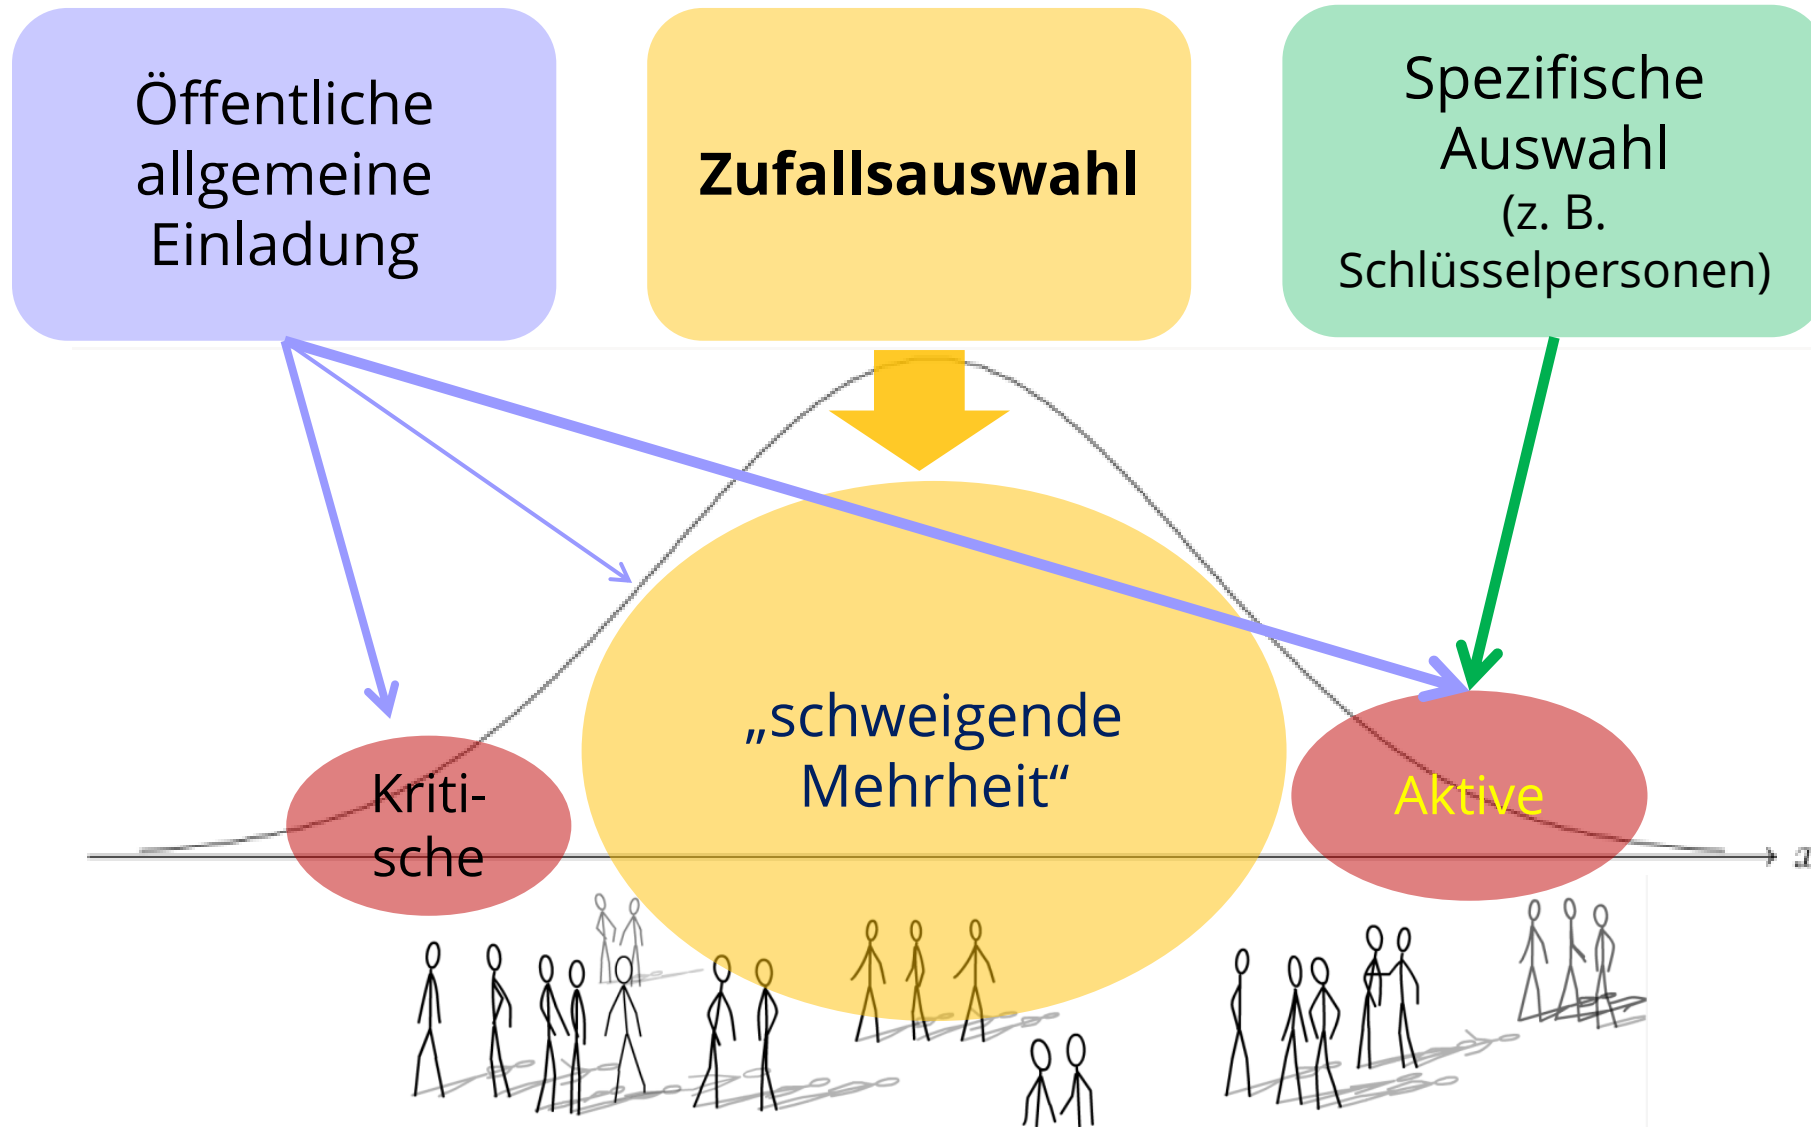 Öffentliche
allgemeine
Einladung
Zufallsauswahl
Spezifische
Auswahl
(z. B.
Schlüsselpersonen)
„schweigende
Mehrheit“
Kriti-
sche
Aktive